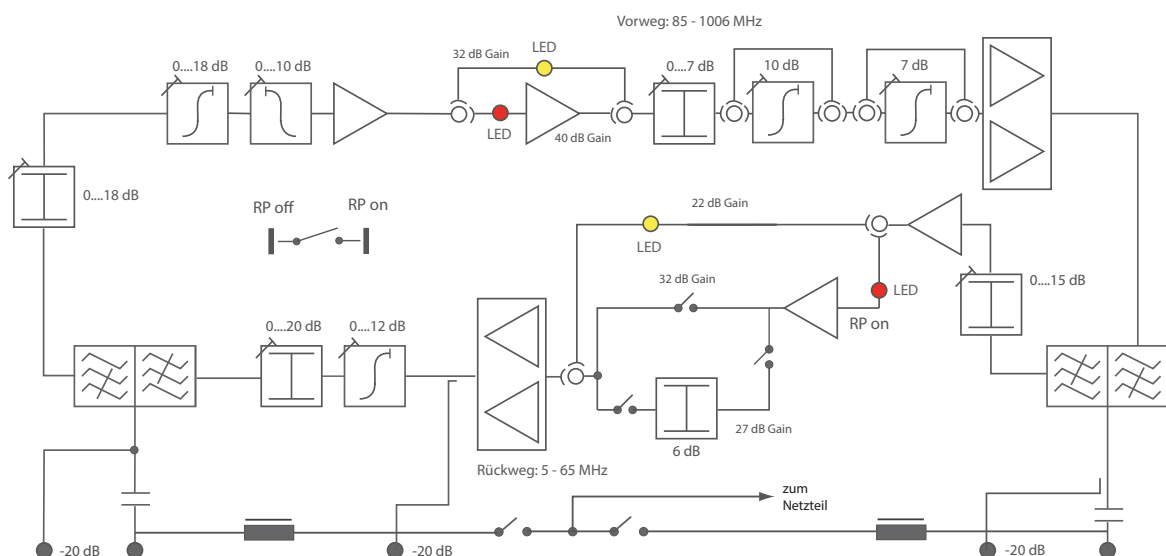 Vorweg: 85 - 1006 MHz
LED
32 dB Gain
0....18 dB
0....10 dB
0...7 dB
10 dB
7 dB
LED
40 dB Gain
0....18 dB
RP off
RP on
22 dB Gain
LED
32 dB Gain
LED
0....15 dB
RP on
0....20 dB
0....12 dB
27 dB Gain
6 dB
Rückweg: 5 - 65 MHz
zum
Netzteil
-20 dB
-20 dB
-20 dB